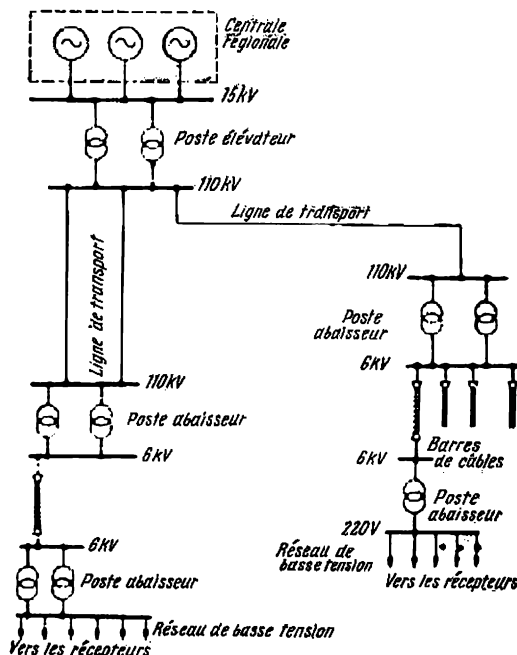 Centrale
Régionale
15kV
Poste élévateur
110kV
Ligne de transport
Ligne de transport
110kV
Poste
abaisseur
6kV
110kV
Poste abaisseur
6kV
Barres
de câbles
6kV
Poste
abaisseur
220V
Réseau de
basse tension
Vers les récepteurs
6kV
Poste abaisseur
Réseau de basse tension
Vers les récepteurs